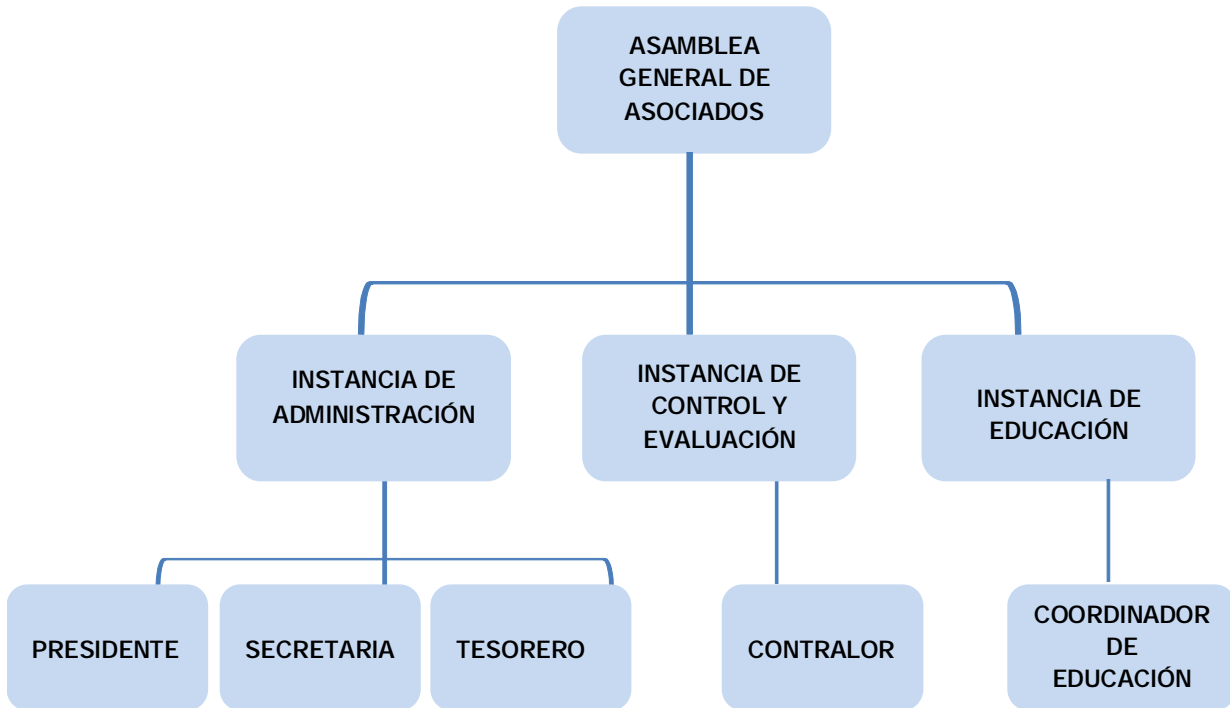 ASAMBLEA
GENERAL DE
ASOCIADOS
INSTANCIA DE
ADMINISTRACIÓN
INSTANCIA DE
CONTROL Y
EVALUACIÓN
INSTANCIA DE
EDUCACIÓN
PRESIDENTE
SECRETARIA
TESORERO
CONTRALOR
COORDINADOR
DE
EDUCACIÓN